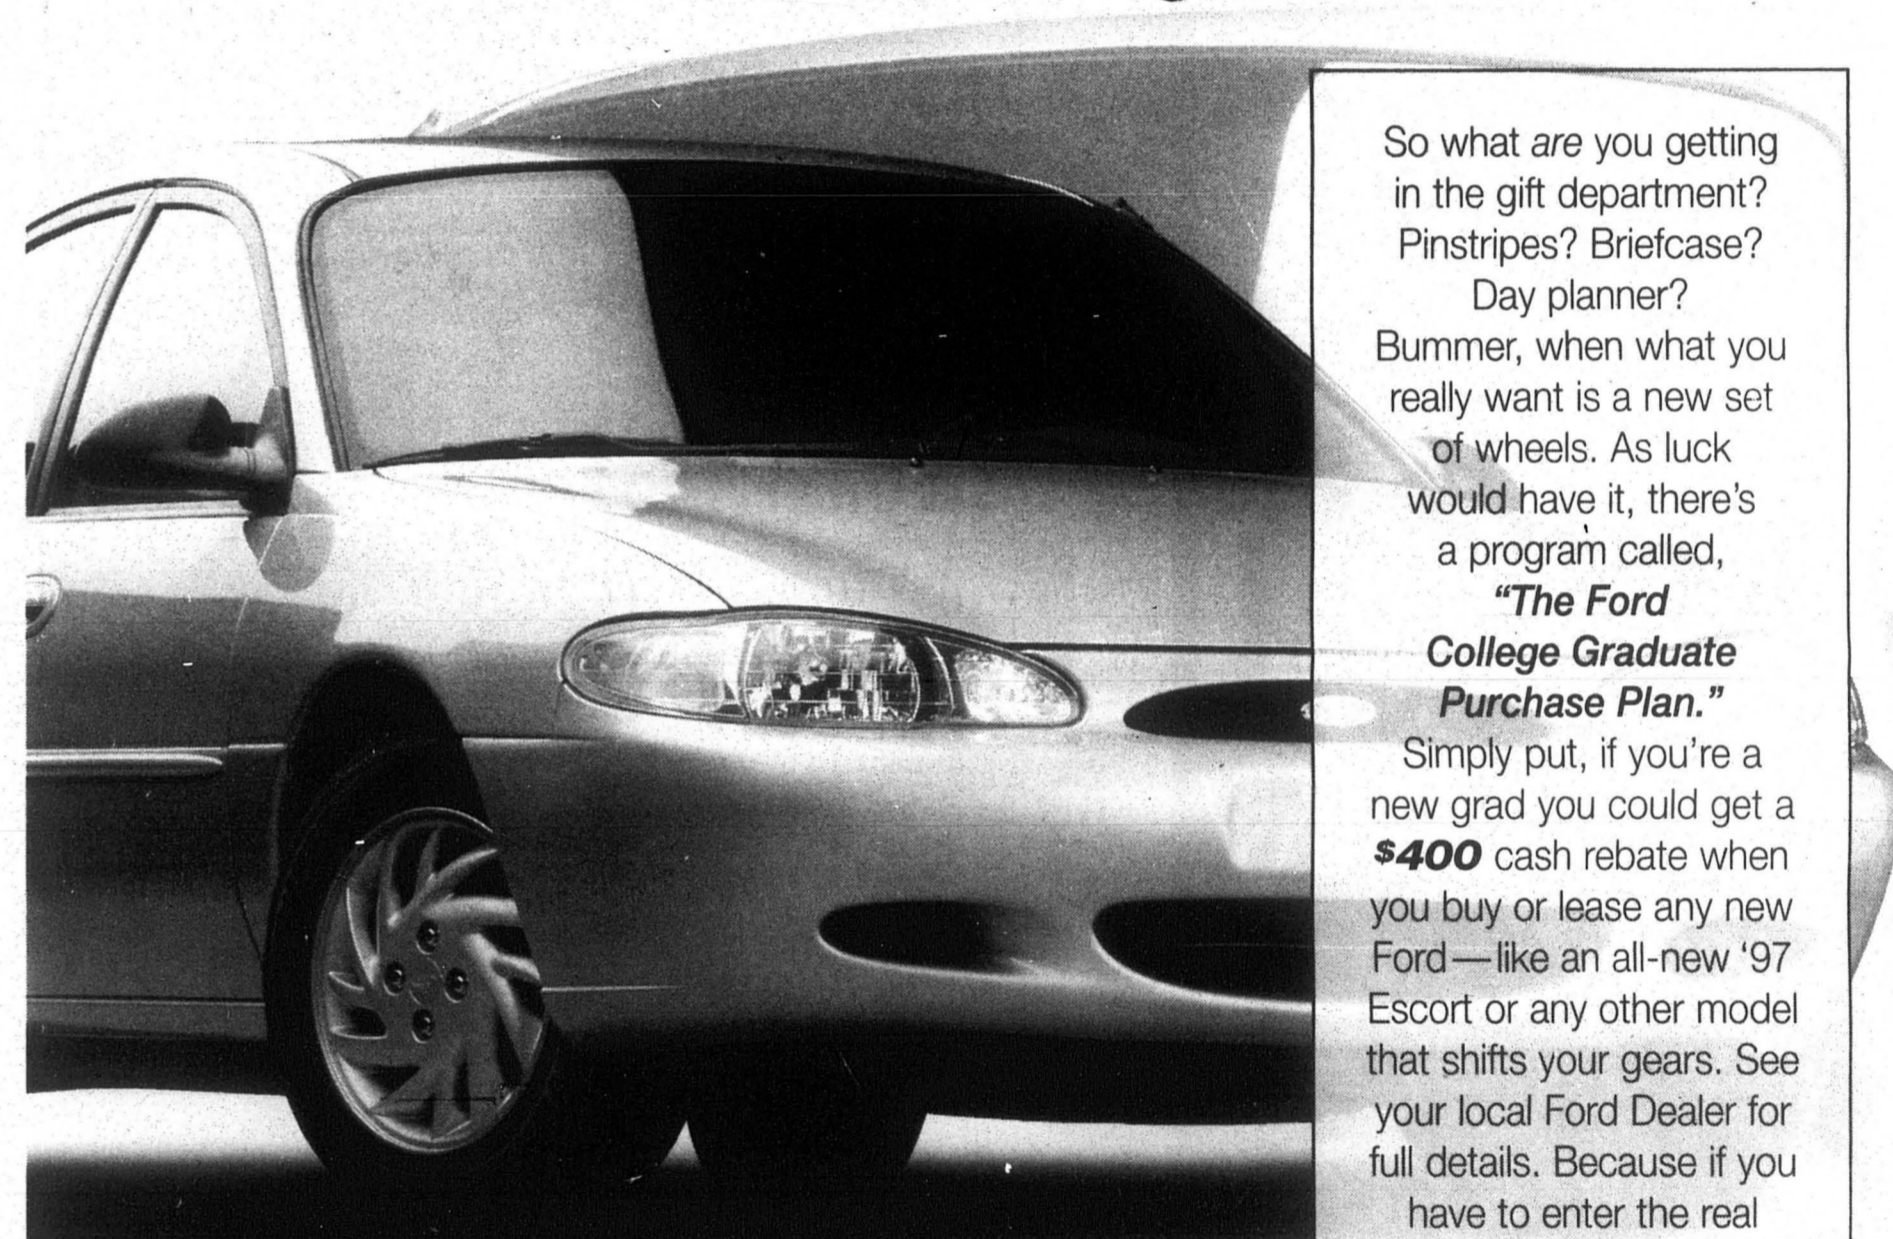 So what are you getting
in the gift department?
Pinstripes? Briefcase?
Day planner?
Bummer, when what you
really want is a new set
of wheels. As luck
would have it, there's
a program called,
“The Ford
College Graduate
Purchase Plan.”
Simply put, if you're a
new grad you could get a
$400 cash rebate when
you buy or lease any new
Ford—like an all-new ‘97
Escort or any other model
that shifts your gears. See
your local Ford Dealer for
full details. Because if you
have to enter the real